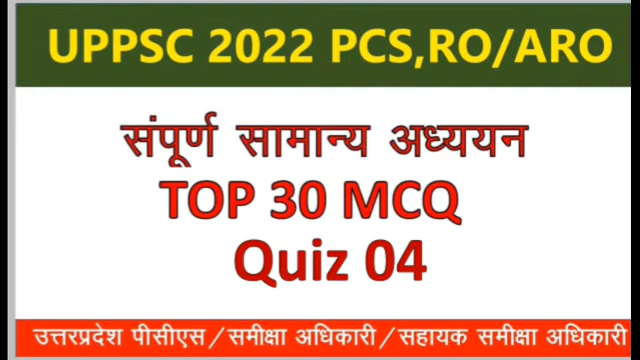 UPPSC 2022 PCS,RO/ARO
संपूर्ण सामान्य अध्ययन
TOP 30 MCQ
Quiz 04
उत्तरप्रदेश पीसीएस/समीक्षा अधिकारी/सहायक समीक्षा अधिकारी